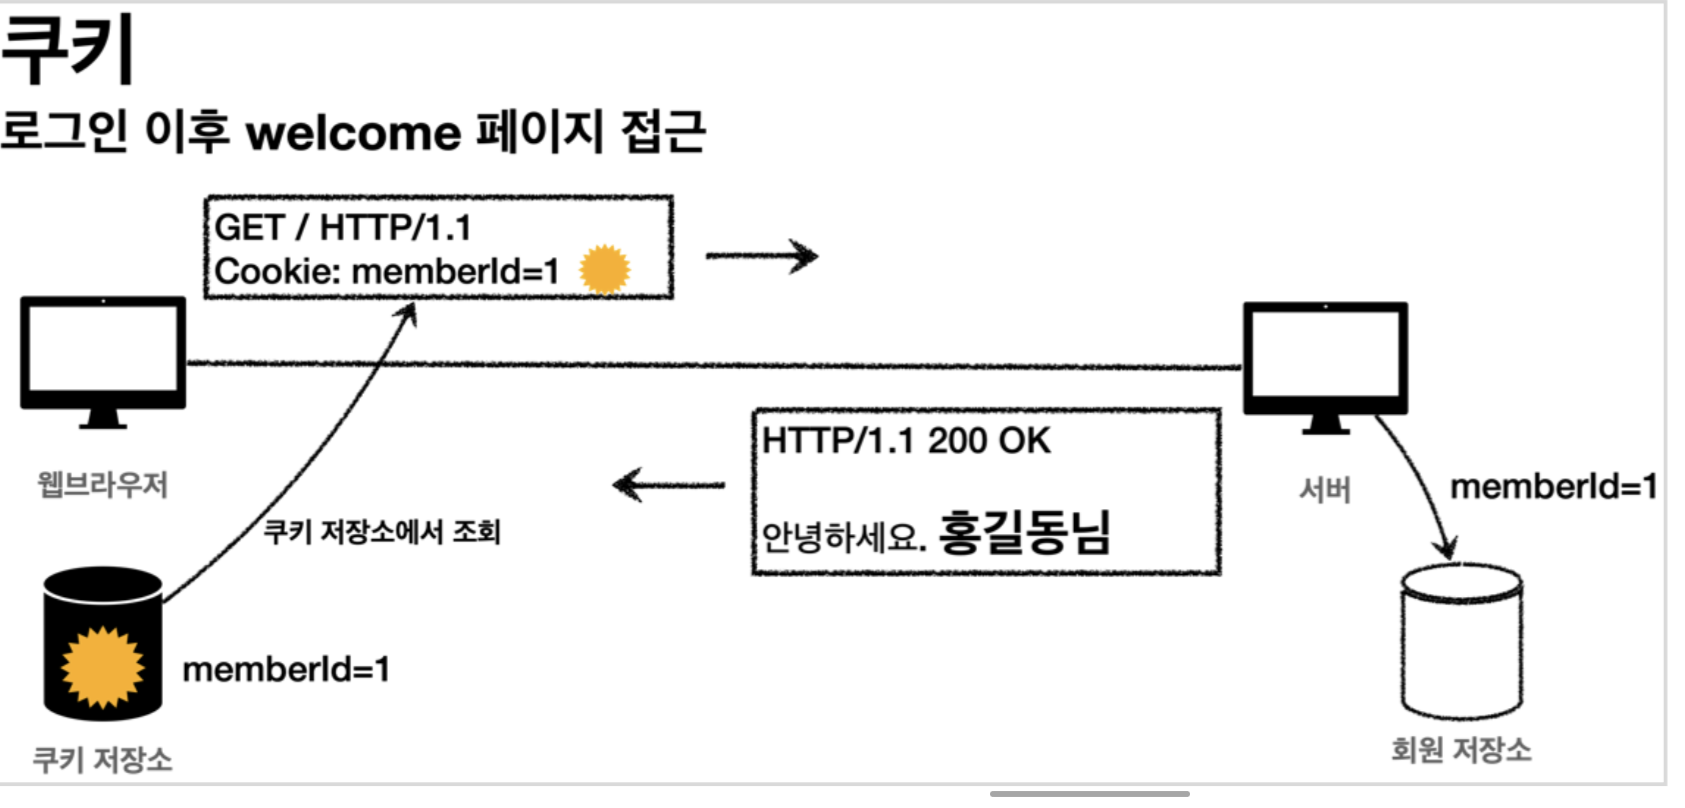 쿠키
로그인 이후 welcome 페이지 접근
GET / HTTP/1.1
Cookie: memberId=1
웹브라우저
서버
HTTP/1.1 200 OK
안녕하세요. 홍길동님
memberId=1
쿠키 저장소에서 조회
memberId=1
쿠키 저장소
회원 저장소